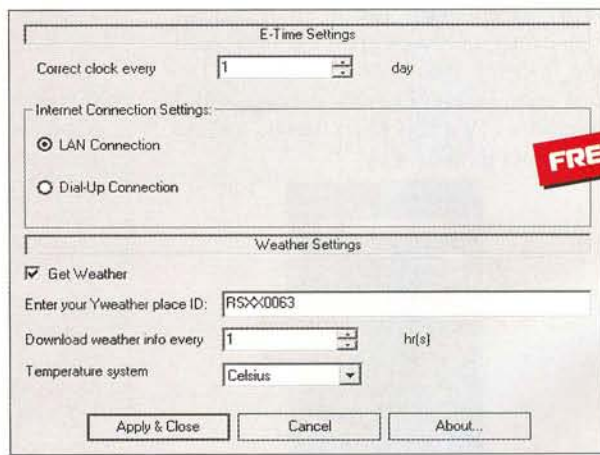 E-Time Settings
Correct clock every 1 day
Internet Connection Settings:
LAN Connection
FRE
Dial-Up Connection
Weather Settings
Get Weather
Enter your Yweather place ID: RSXX0063
Download weather info every 1 hr(s)
Temperature system Celsius
Apply & Close Cancel About...